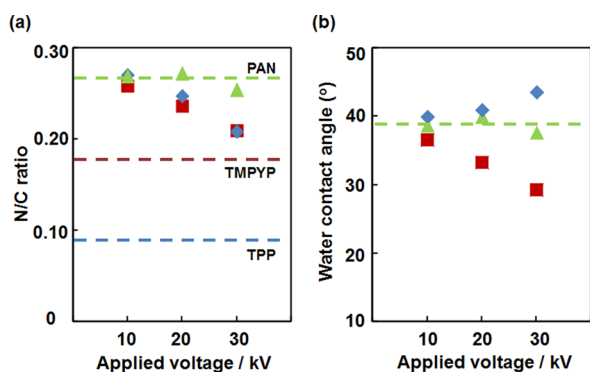 (a)
N/C ratio
0.30
0.20
0.10
0
PAN
TMPYP
TPP
10 20 30
Applied voltage / kV
(b)
Water contact angle (º)
50
40
30
20
10
10 20 30
Applied voltage / kV